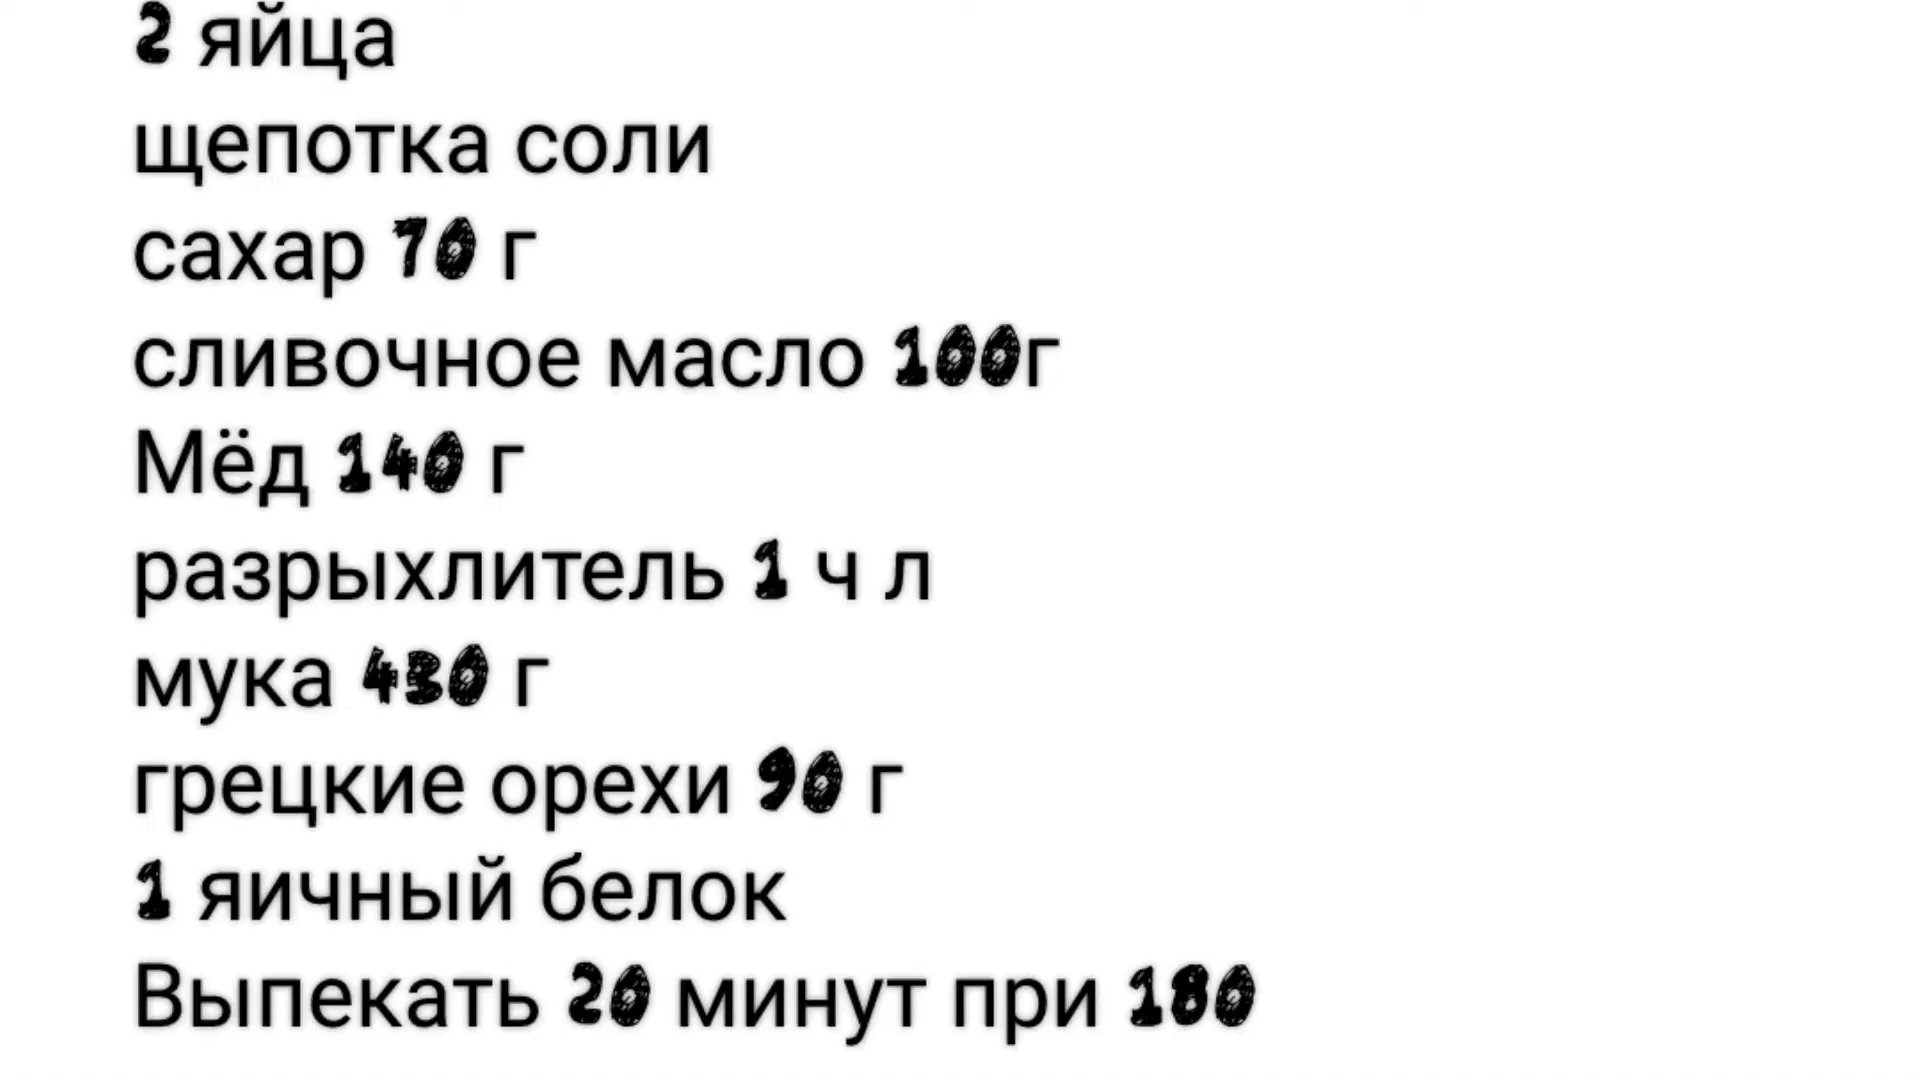 2 яйца
щепотка соли
сахар 70 г
сливочное масло 100г
Мёд 140 г
разрыхлитель 1 ч л
мука 430 г
грецкие орехи 90 г
1 яичный белок
Выпекать 20 минут при 180